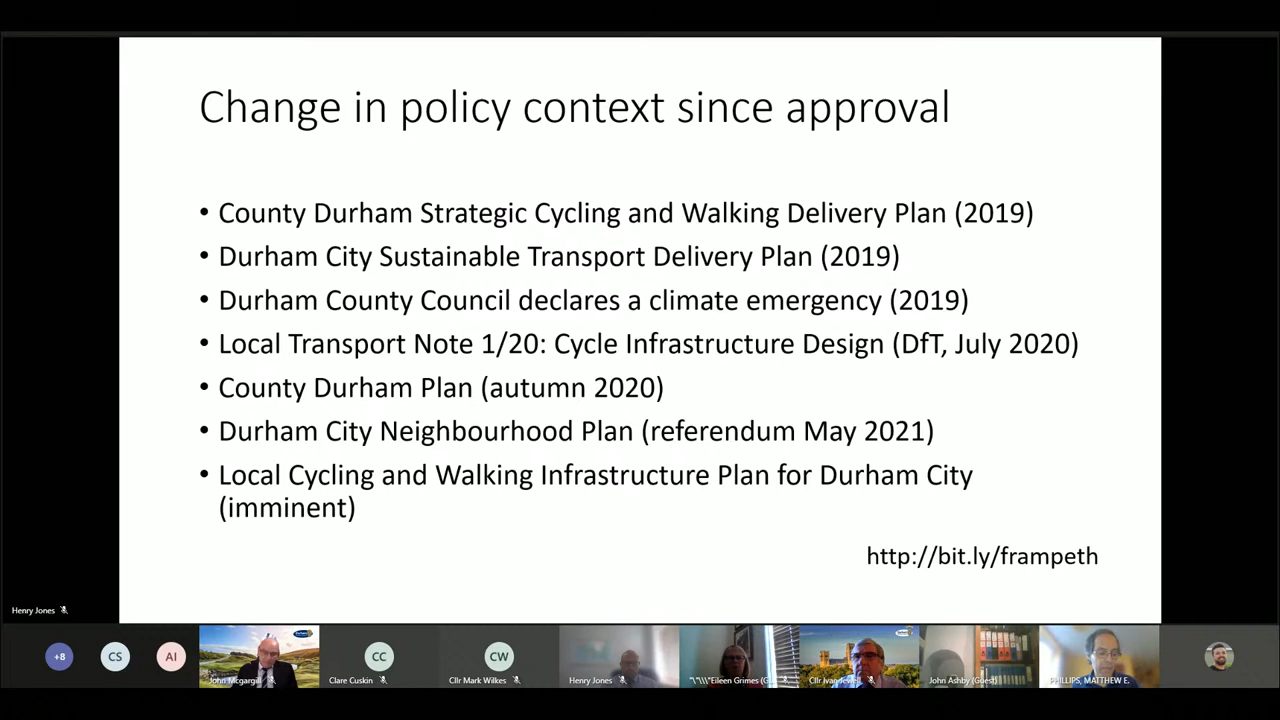 Change in policy context since approval
• County Durham Strategic Cycling and Walking Delivery Plan (2019)
• Durham City Sustainable Transport Delivery Plan (2019)
• Durham County Council declares a climate emergency (2019)
• Local Transport Note 1/20: Cycle Infrastructure Design (DfT, July 2020)
• County Durham Plan (autumn 2020)
• Durham City Neighbourhood Plan (referendum May 2021)
• Local Cycling and Walking Infrastructure Plan for Durham City
(imminent)
http://bit.ly/frampeth
Henry Jones
+8 CS AI CC CW
John Mcgargill Clare Cuskin Cllr Mark Wilkes Henry Jones "\"\\\"Eileen Grimes (G Cllr Ivan John Ashby (Guest) PHILLIPS, MATTHEW E.